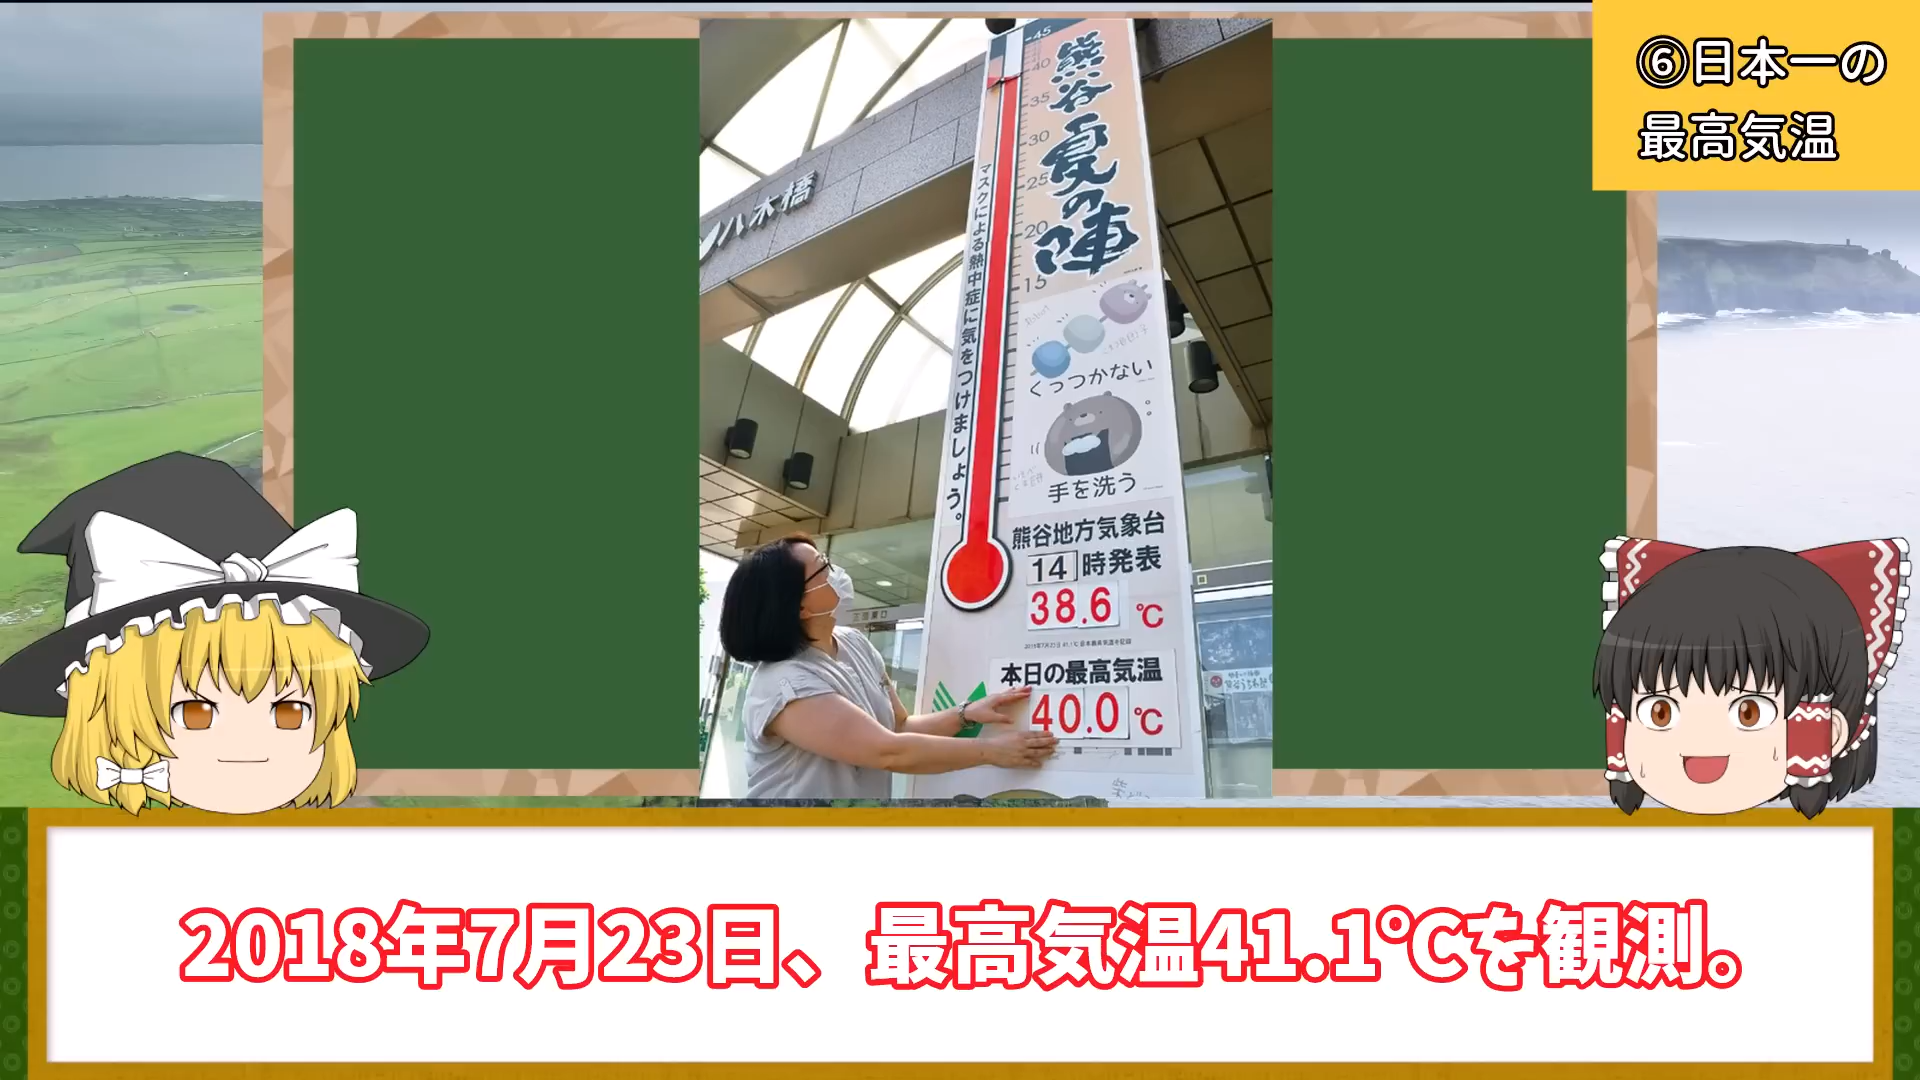 ⑥日本一の
最高気温
八木橋
45
40
35
30
25
20
15
熊谷夏の陣
マスクによる熱中症に気をつけましょう。
くっつかない
手を洗う
熊谷地方気象台
14時発表
38.6℃
本日の最高気温
40.0℃
2018年7月23日、最高気温41.1℃を観測。